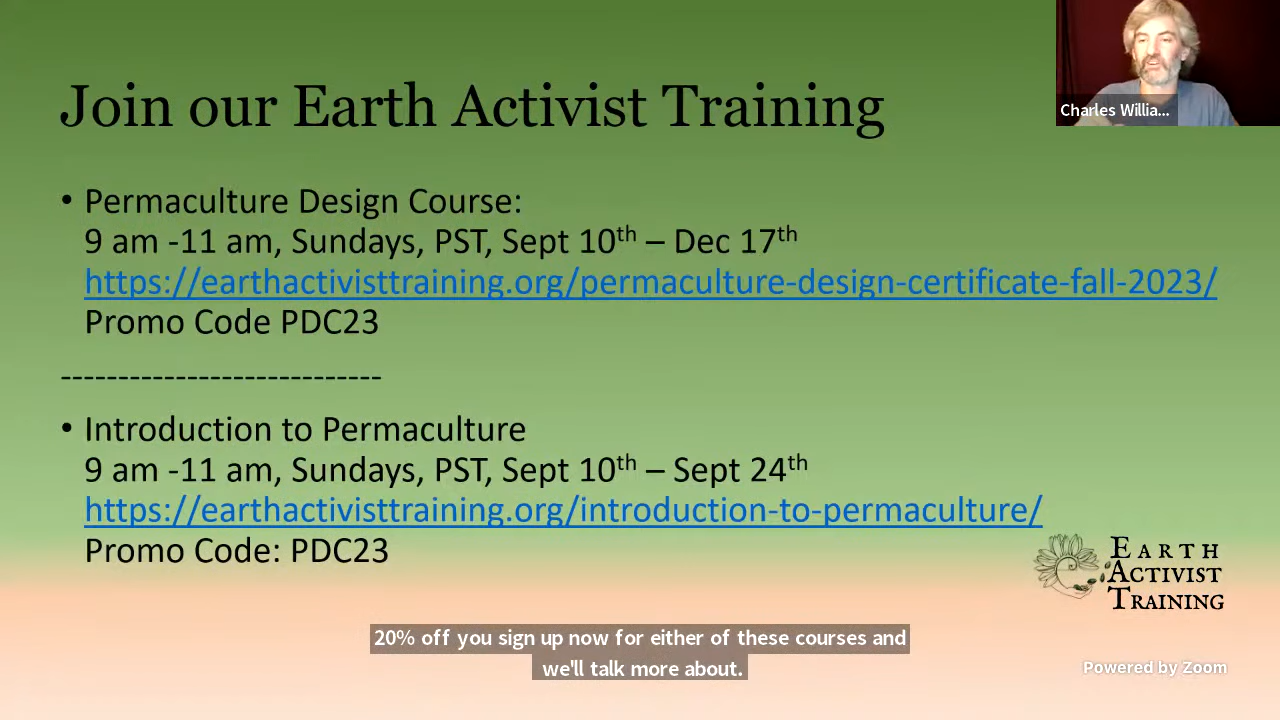 Join our Earth Activist Training
Charles Willia...
• Permaculture Design Course:
9 am -11 am, Sundays, PST, Sept 10th – Dec 17th
https://earthactivisttraining.org/permaculture-design-certificate-fall-2023/
Promo Code PDC23
----------------------------
• Introduction to Permaculture
9 am -11 am, Sundays, PST, Sept 10th – Sept 24th
https://earthactivisttraining.org/introduction-to-permaculture/
Promo Code: PDC23
EARTH
ACTIVIST
TRAINING
20% off you sign up now for either of these courses and
we'll talk more about.
Powered by Zoom